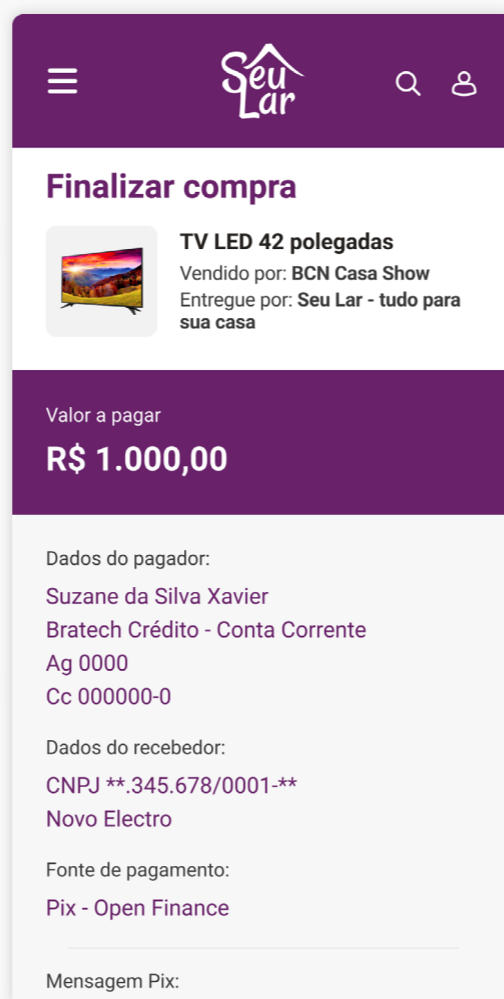 Seu
Lar
Finalizar compra
TV LED 42 polegadas
Vendido por: BCN Casa Show
Entregue por: Seu Lar - tudo para
sua casa
Valor a pagar
R$ 1.000,00
Dados do pagador:
Suzane da Silva Xavier
Bratech Crédito - Conta Corrente
Ag 0000
Cc 000000-0
Dados do recebedor:
CNPJ **.345.678/0001-**
Novo Electro
Fonte de pagamento:
Pix - Open Finance
Mensagem Pix: